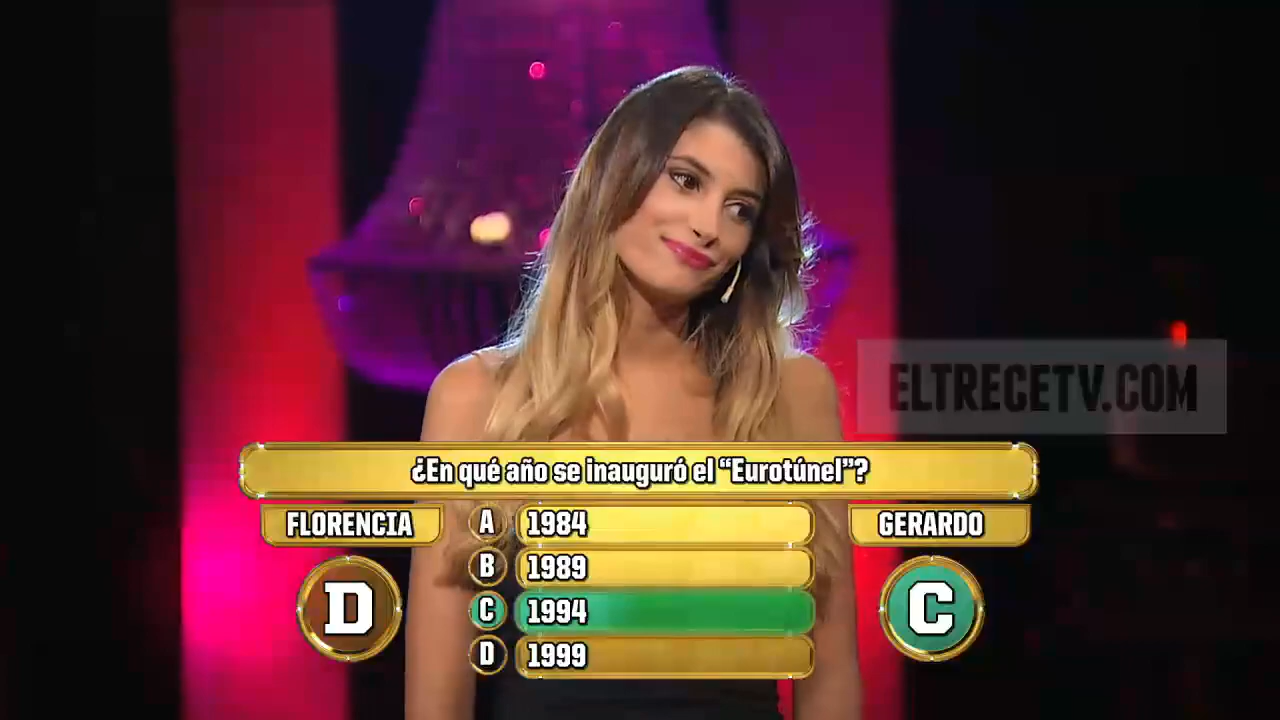 ELTRECETV.COM
¿En qué año se inauguró el “Eurotúnel”?
FLORENCIA
D
A 1984
B 1989
C 1994
D 1999
GERARDO
C